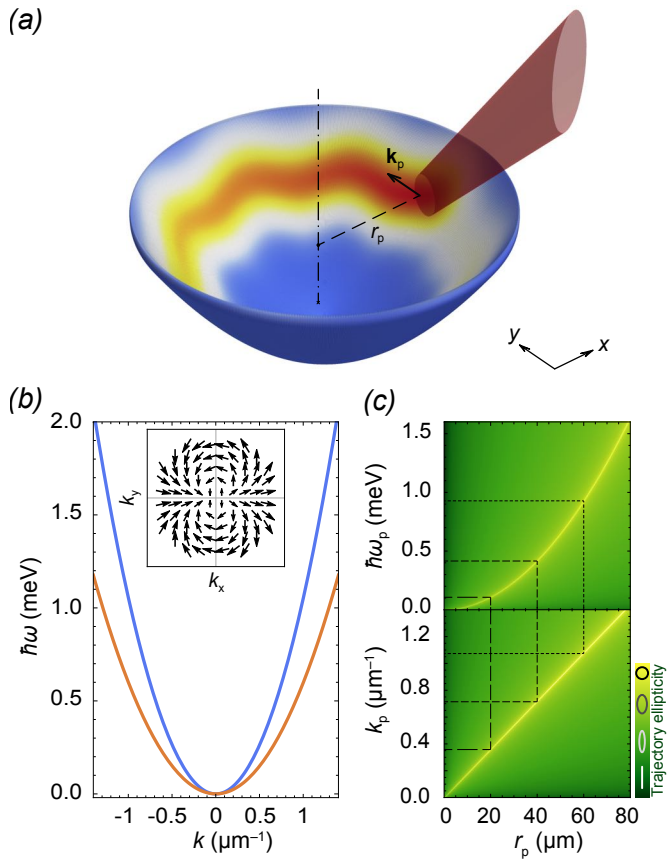 (a)
k_p
r_p
y
x
(b)
2.0
1.5
1.0
0.5
0.0
ħω (meV)
k_y
k_x
-1
-0.5
0
0.5
1
k (μm⁻¹)
(c)
1.5
1.0
0.5
0.0
ħω_p (meV)
1.2
0.8
0.4
0.0
k_p (μm⁻¹)
0
20
40
60
80
r_p (μm)
Trajectory ellipticity